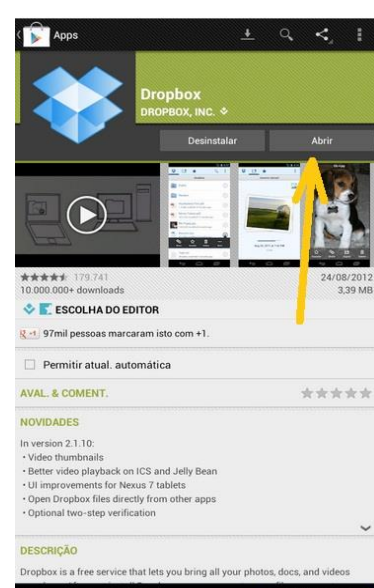 Apps
Dropbox
DROPBOX, INC.
Desinstalar
Abrir
179.741
24/08/2012
10.000.000+ downloads
3,39 MB
ESCOLHA DO EDITOR
+1 97mil pessoas marcaram isto com +1.
Permitir atual. automática
AVAL. & COMENT.
NOVIDADES
In version 2.1.10:
• Video thumbnails
• Better video playback on ICS and Jelly Bean
• UI improvements for Nexus 7 tablets
• Open Dropbox files directly from other apps
• Optional two-step verification
DESCRIÇÃO
Dropbox is a free service that lets you bring all your photos, docs, and videos